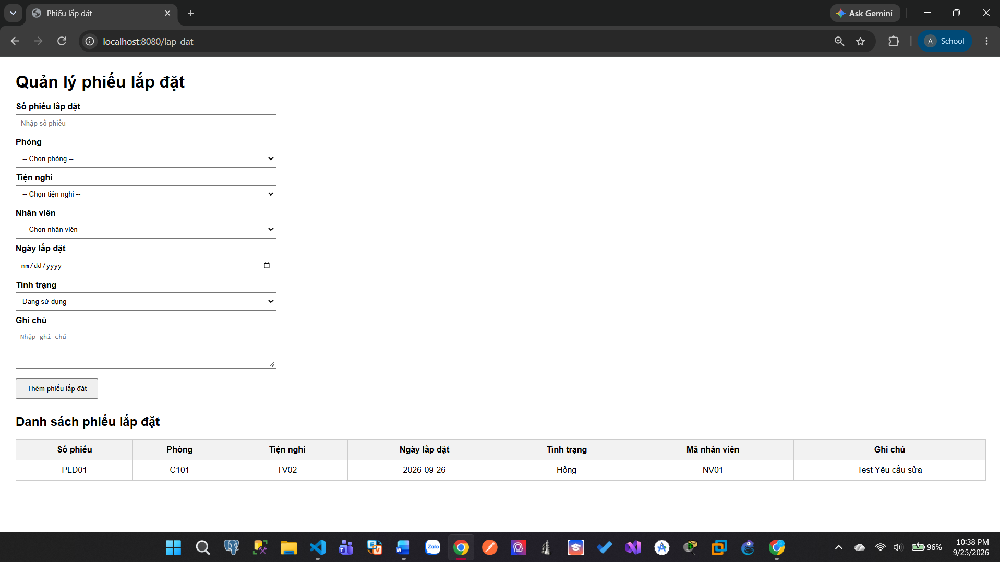 Phiếu lắp đặt
Ask Gemini
localhost:8080/lap-dat
A School
Quản lý phiếu lắp đặt
Số phiếu lắp đặt
Nhập số phiếu
Phòng
-- Chọn phòng --
Tiện nghi
-- Chọn tiện nghi --
Nhân viên
-- Chọn nhân viên --
Ngày lắp đặt
mm/dd/yyyy
Tình trạng
Đang sử dụng
Ghi chú
Nhập ghi chú
Thêm phiếu lắp đặt
Danh sách phiếu lắp đặt
Số phiếu Phòng Tiện nghi Ngày lắp đặt Tình trạng Mã nhân viên Ghi chú
PLD01 C101 TV02 2026-09-26 Hỏng NV01 Test Yêu cầu sửa
Zalo
96%
10:38 PM
9/25/2026